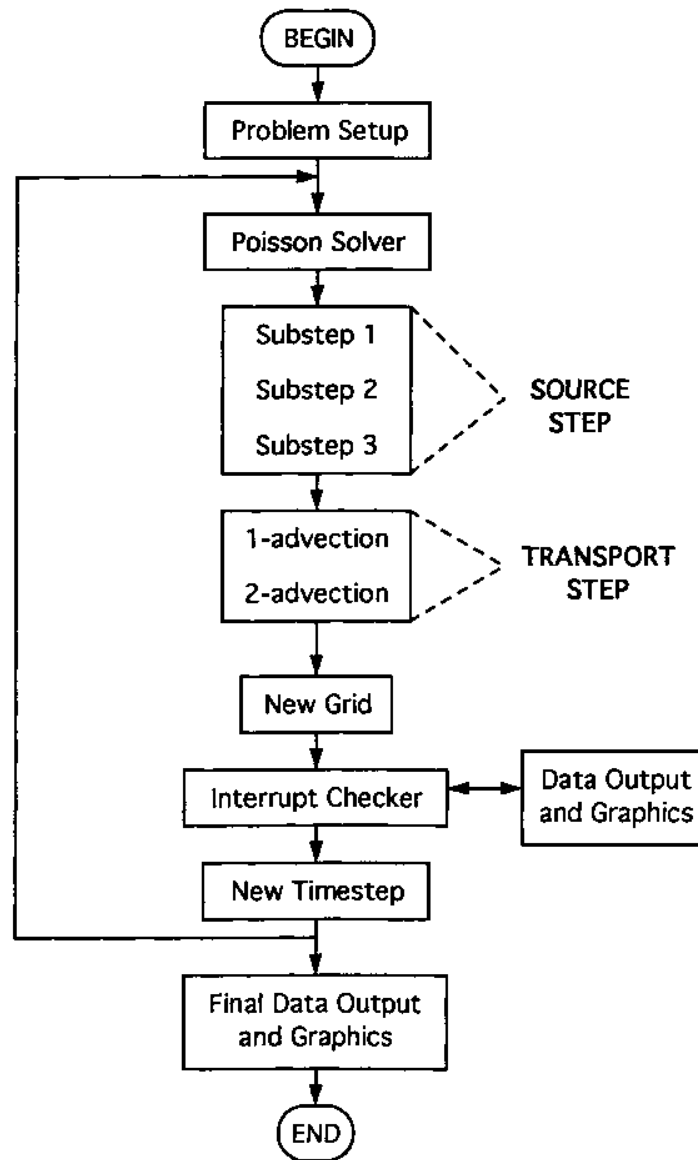 BEGIN
Problem Setup
Poisson Solver
Substep 1
Substep 2
Substep 3
SOURCE
STEP
1-advection
2-advection
TRANSPORT
STEP
New Grid
Interrupt Checker
Data Output
and Graphics
New Timestep
Final Data Output
and Graphics
END